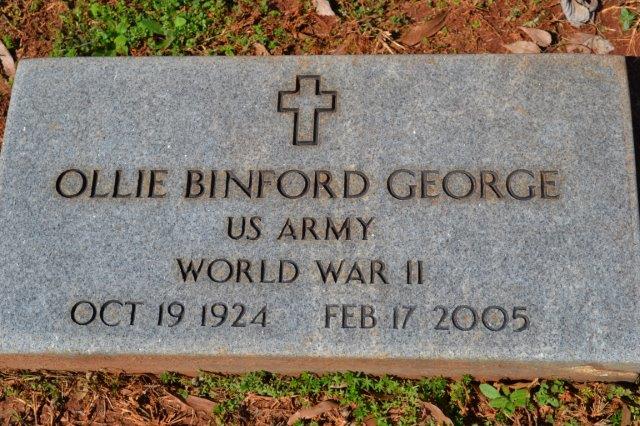 OLLIE BINFORD GEORGE
US ARMY
WORLD WAR II
OCT 19 1924 FEB 17 2005